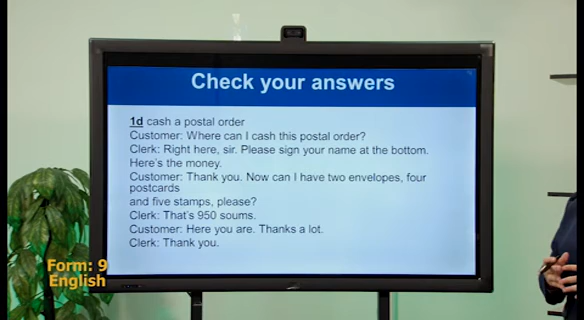 Check your answers
1d cash a postal order
Customer: Where can I cash this postal order?
Clerk: Right here, sir. Please sign your name at the bottom.
Here's the money.
Customer: Thank you. Now can I have two envelopes, four
postcards
and five stamps, please?
Clerk: That's 950 soums.
Customer: Here you are. Thanks a lot.
Clerk: Thank you.
Form: 9
English